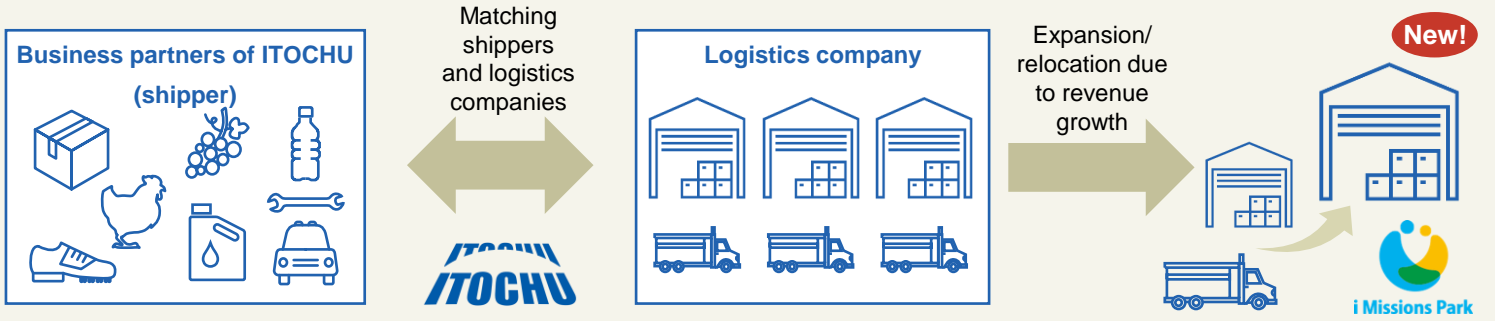 Business partners of ITOCHU
(shipper)
Matching
shippers
and logistics
companies
ITOCHU
ITOCHU
Logistics company
Expansion/
relocation due
to revenue
growth
New!
i Missions Park